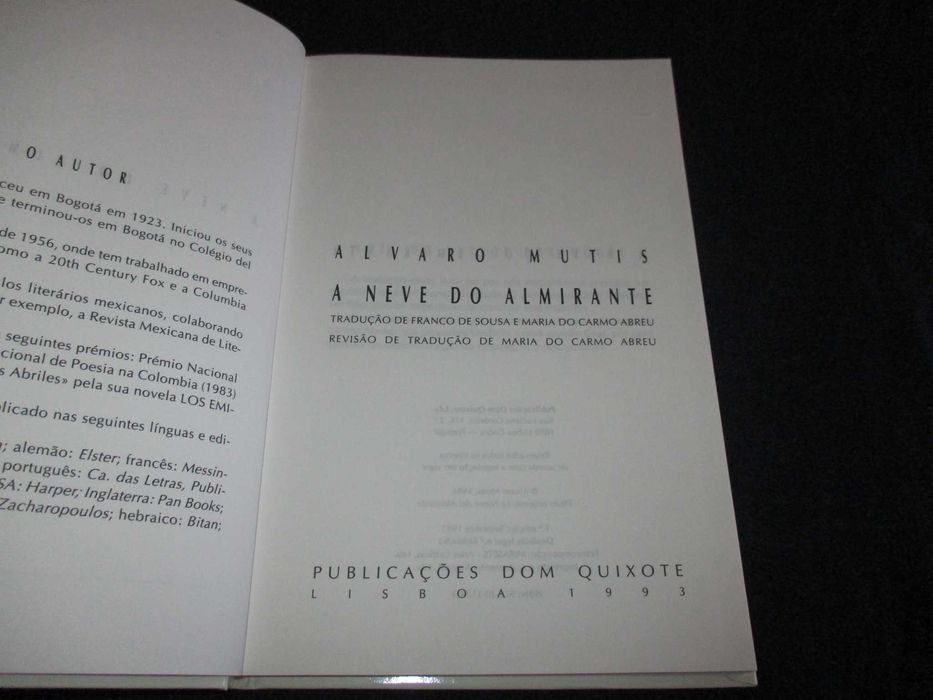 O AUTOR
ceu em Bogotá em 1923. Iniciou os seus
e terminou-os em Bogotá no Colégio del
de 1956, onde tem trabalhado em empre-
omo a 20th Century Fox e a Columbia
los literários mexicanos, colaborando
r exemplo, a Revista Mexicana de Lite-
seguintes prémios: Prémio Nacional
cional de Poesia na Colombia (1983)
s Abriles» pela sua novela LOS EMI-
licado nas seguintes línguas e edi-
; alemão: Elster; francês: Messin-
português: Ca. das Letras, Publi-
SA: Harper; Inglaterra: Pan Books;
Zacharopoulos; hebraico: Bitan;
ALVARO MUTIS
A NEVE DO ALMIRANTE
TRADUÇÃO DE FRANCO DE SOUSA E MARIA DO CARMO ABREU
REVISÃO DE TRADUÇÃO DE MARIA DO CARMO ABREU
PUBLICAÇÕES DOM QUIXOTE
LISBOA 1993